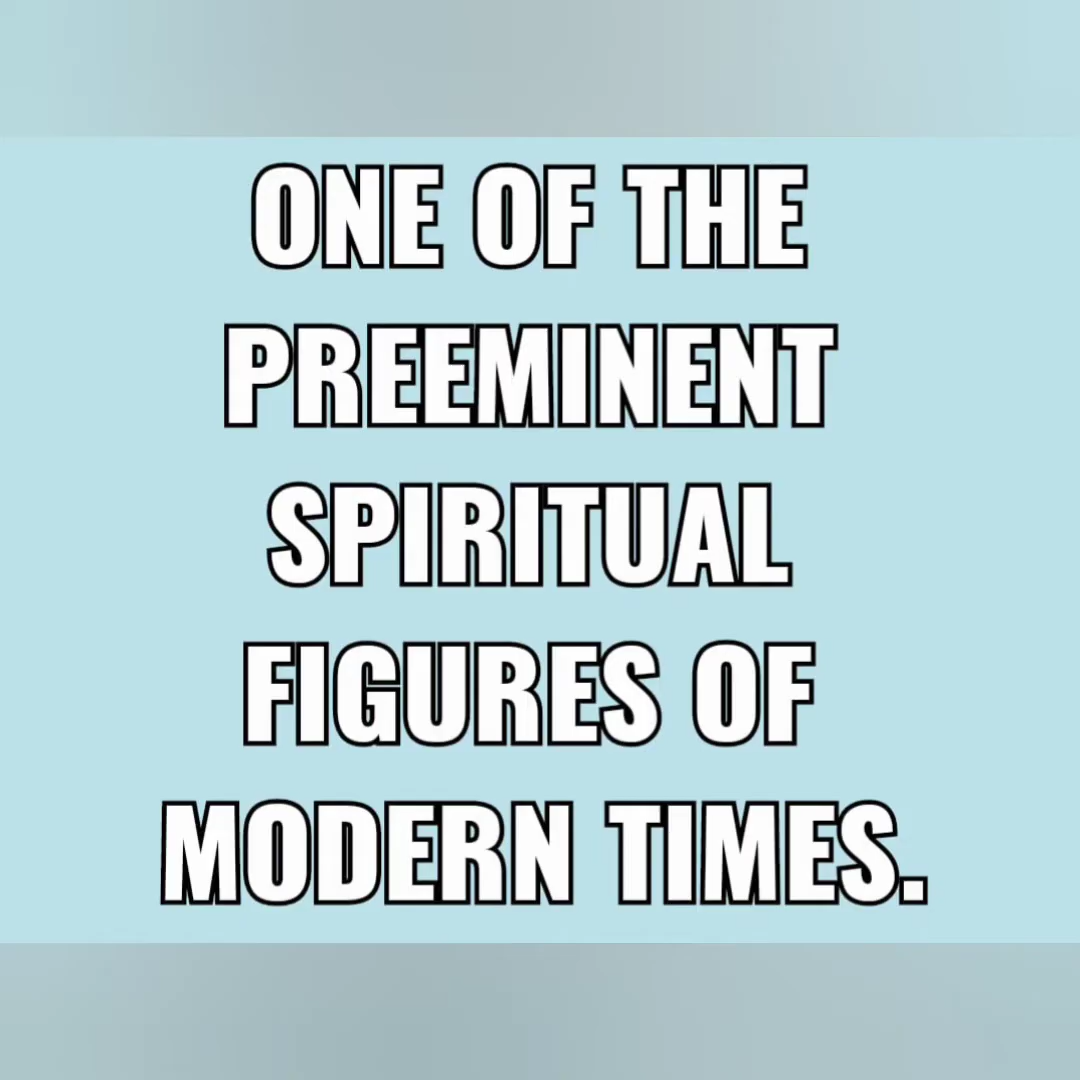 ONE OF THE
PREEMINENT
SPIRITUAL
FIGURES OF
MODERN TIMES.